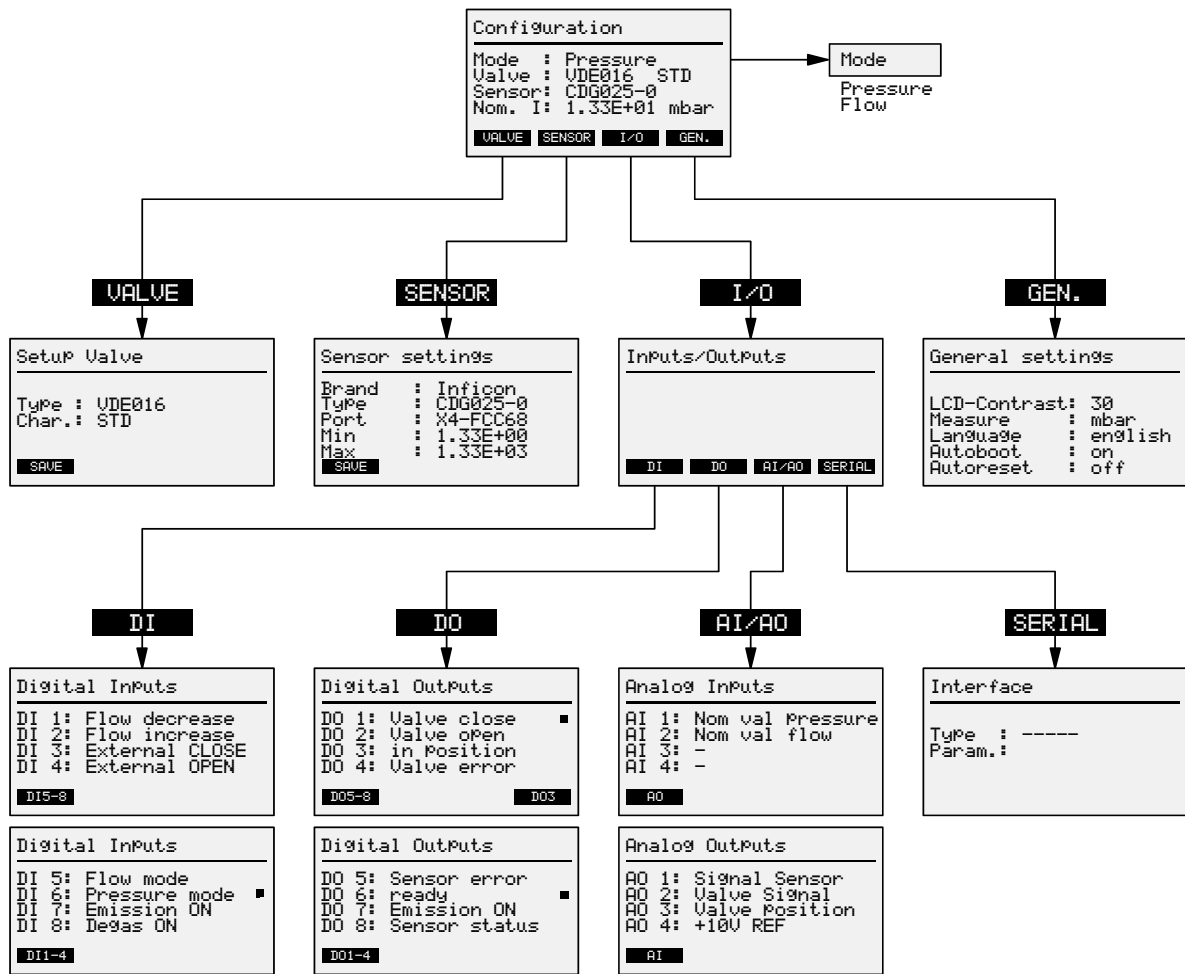 Configuration
Mode : Pressure
Valve : VDE016 STD
Sensor: CDG025-0
Nom. I: 1.33E+01 mbar
VALVE SENSOR I/O GEN.
Mode
Pressure
Flow
VALVE
Setup Valve
Type : VDE016
Char.: STD
SAVE
SENSOR
Sensor settings
Brand : Inficon
Type : CDG025-0
Port : X4-FCC68
Min : 1.33E+00
Max : 1.33E+03
SAVE
I/O
Inputs/Outputs
DI DO AI/AO SERIAL
GEN.
General settings
LCD-Contrast: 30
Measure : mbar
Language : english
Autoboot : on
Autoreset : off
DI
Digital Inputs
DI 1: Flow decrease
DI 2: Flow increase
DI 3: External CLOSE
DI 4: External OPEN
DI5-8
Digital Inputs
DI 5: Flow mode
DI 6: Pressure mode
DI 7: Emission ON
DI 8: Degas ON
DI1-4
DO
Digital Outputs
DO 1: Valve close
DO 2: Valve open
DO 3: in position
DO 4: Valve error
DO5-8 DO3
Digital Outputs
DO 5: Sensor error
DO 6: ready
DO 7: Emission ON
DO 8: Sensor status
DO1-4
AI/AO
Analog Inputs
AI 1: Nom val pressure
AI 2: Nom val flow
AI 3: -
AI 4: -
AO
Analog Outputs
AO 1: Signal Sensor
AO 2: Valve Signal
AO 3: Valve position
AO 4: +10V REF
AI
SERIAL
Interface
Type : -----
Param.: